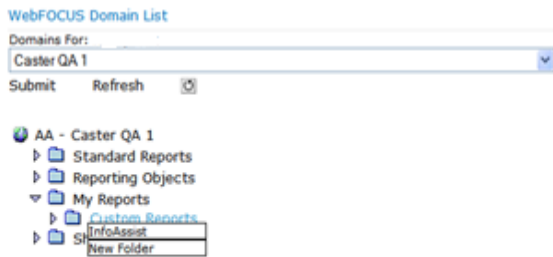 WebFOCUS Domain List
Domains For:
Caster QA 1
Submit Refresh
AA - Caster QA 1
Standard Reports
Reporting Objects
My Reports
Custom Reports
InfoAssist
New Folder